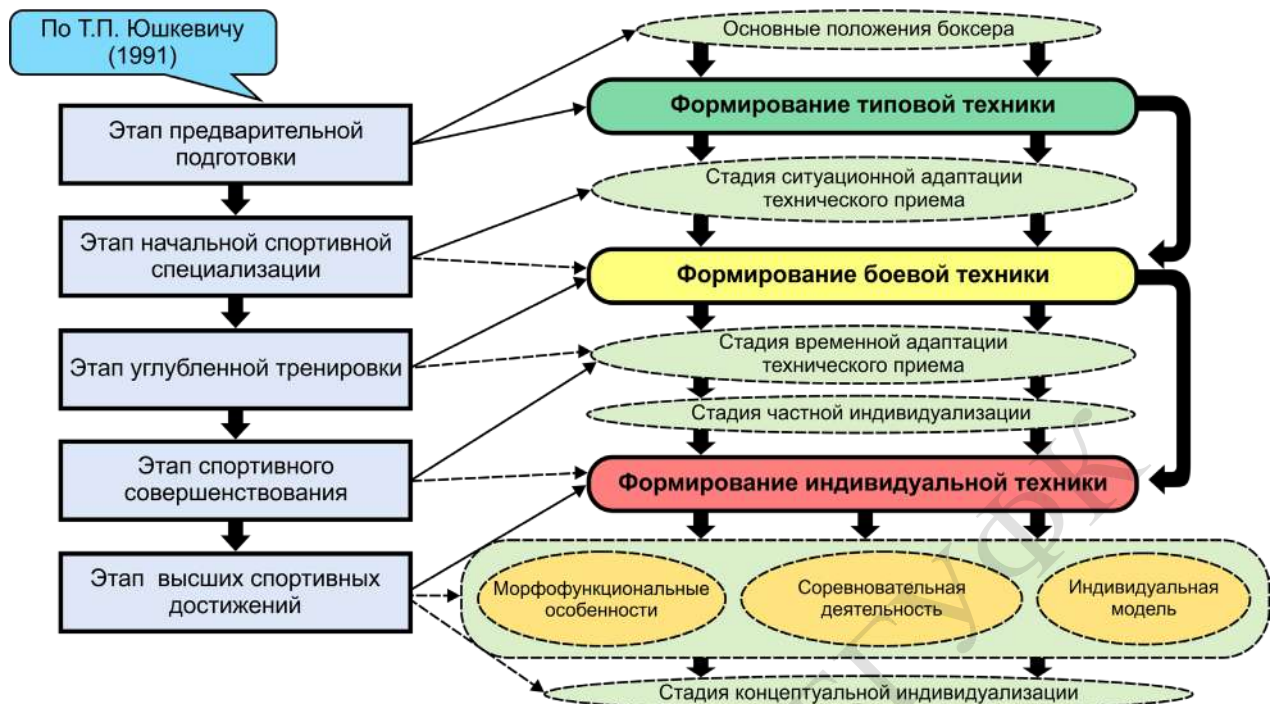 По Т.П. Юшкевичу
(1991)
Этап предварительной
подготовки
Этап начальной спортивной
специализации
Этап углубленной тренировки
Этап спортивного
совершенствования
Этап высших спортивных
достижений
Основные положения боксера
Формирование типовой техники
Стадия ситуационной адаптации
технического приема
Формирование боевой техники
Стадия временной адаптации
технического приема
Стадия частной индивидуализации
Формирование индивидуальной техники
Морфофункциональные
особенности
Соревновательная
деятельность
Индивидуальная
модель
Стадия концептуальной индивидуализации
ГУФК